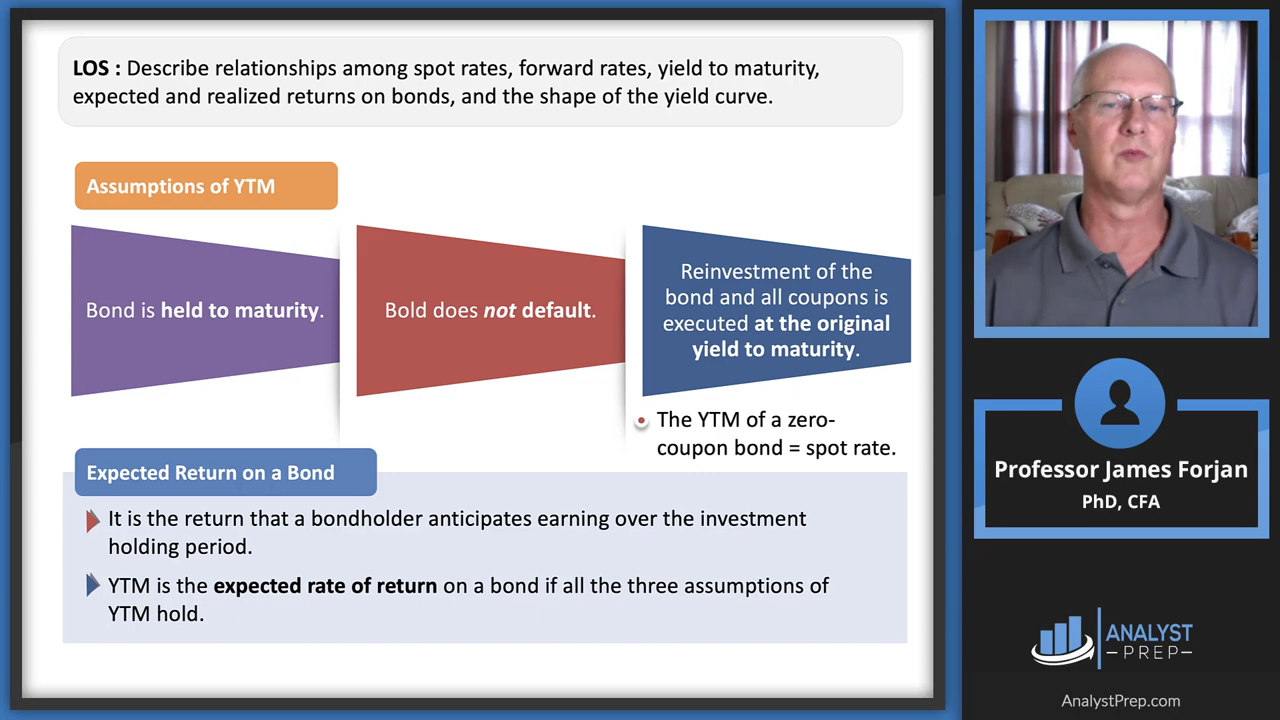 LOS : Describe relationships among spot rates, forward rates, yield to maturity,
expected and realized returns on bonds, and the shape of the yield curve.
Assumptions of YTM
Bond is held to maturity.
Bold does not default.
Reinvestment of the
bond and all coupons is
executed at the original
yield to maturity.
The YTM of a zero-
coupon bond = spot rate.
Expected Return on a Bond
It is the return that a bondholder anticipates earning over the investment
holding period.
YTM is the expected rate of return on a bond if all the three assumptions of
YTM hold.
Professor James Forjan
PhD, CFA
ANALYST
PREP
AnalystPrep.com